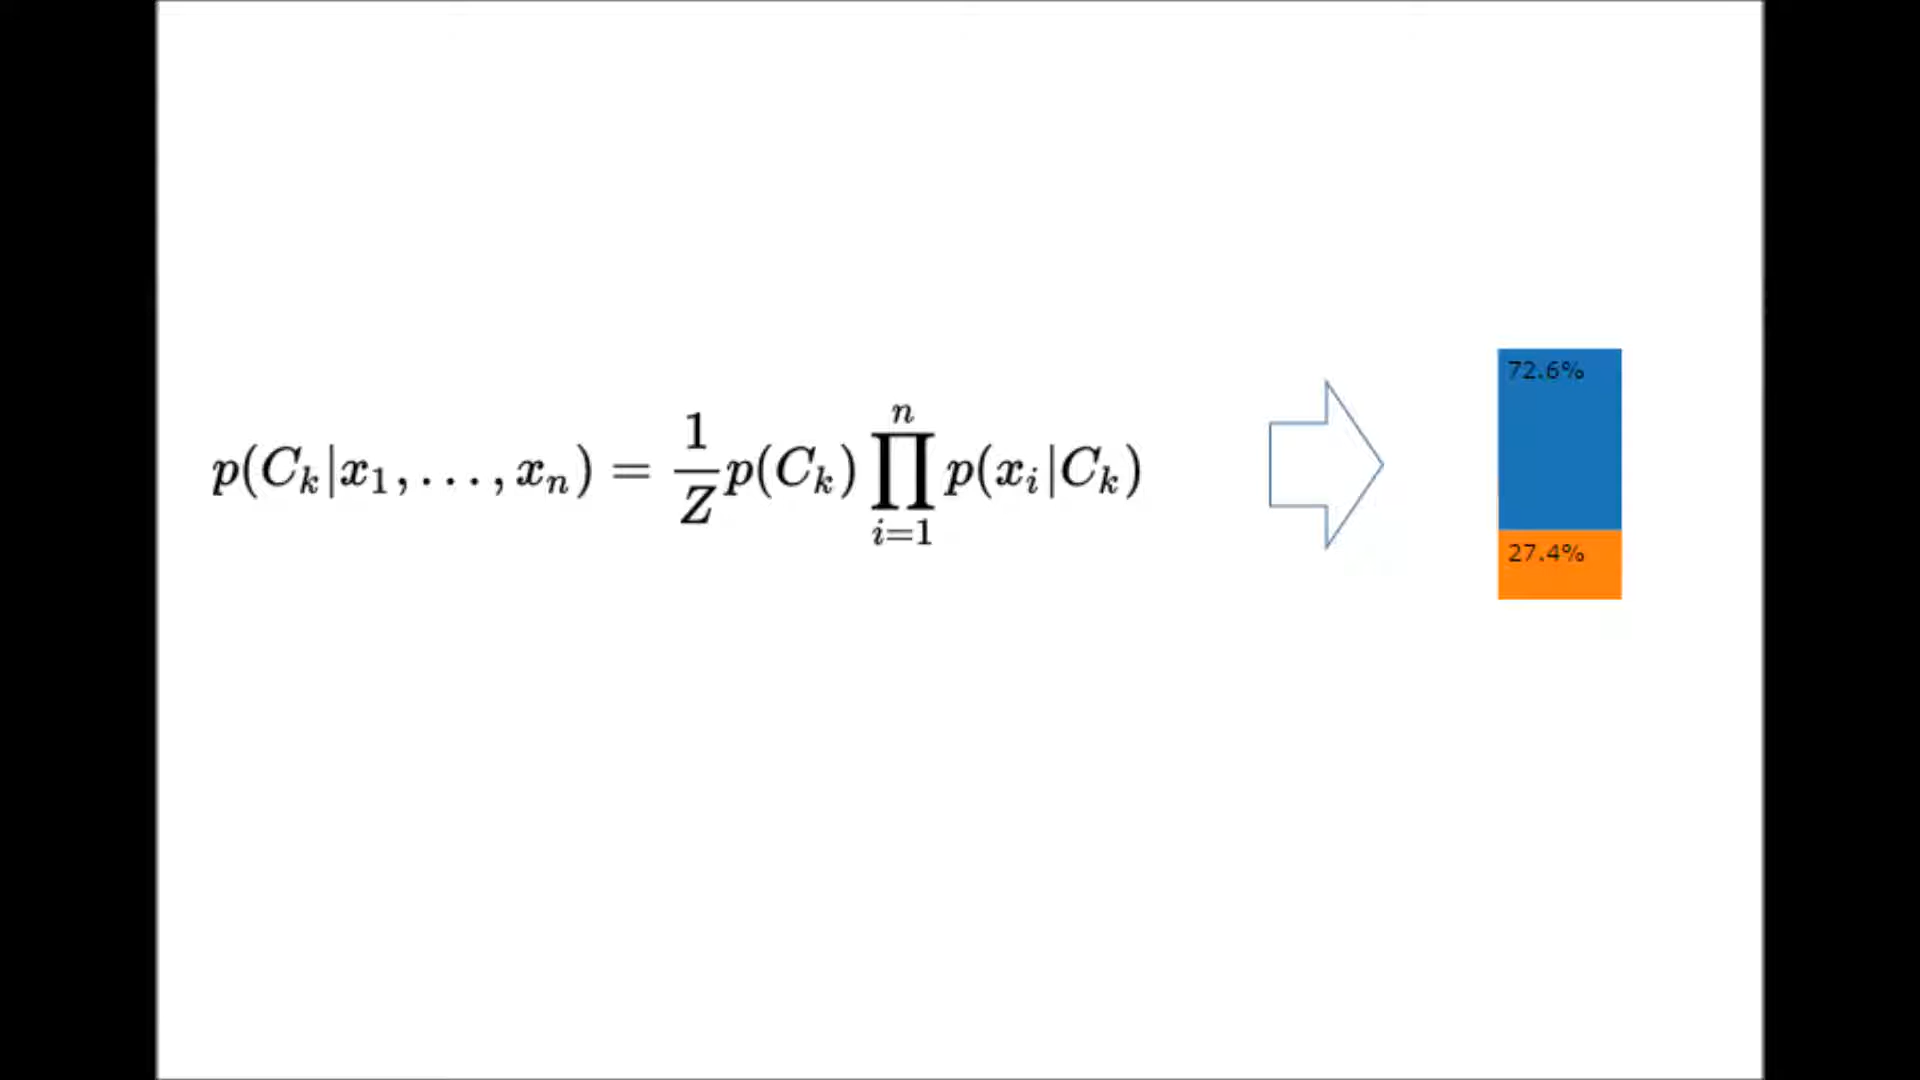 p(C_k|x_1, ..., x_n) = \frac{1}{Z} p(C_k) \prod_{i=1}^{n} p(x_i|C_k)
72.6%
27.4%